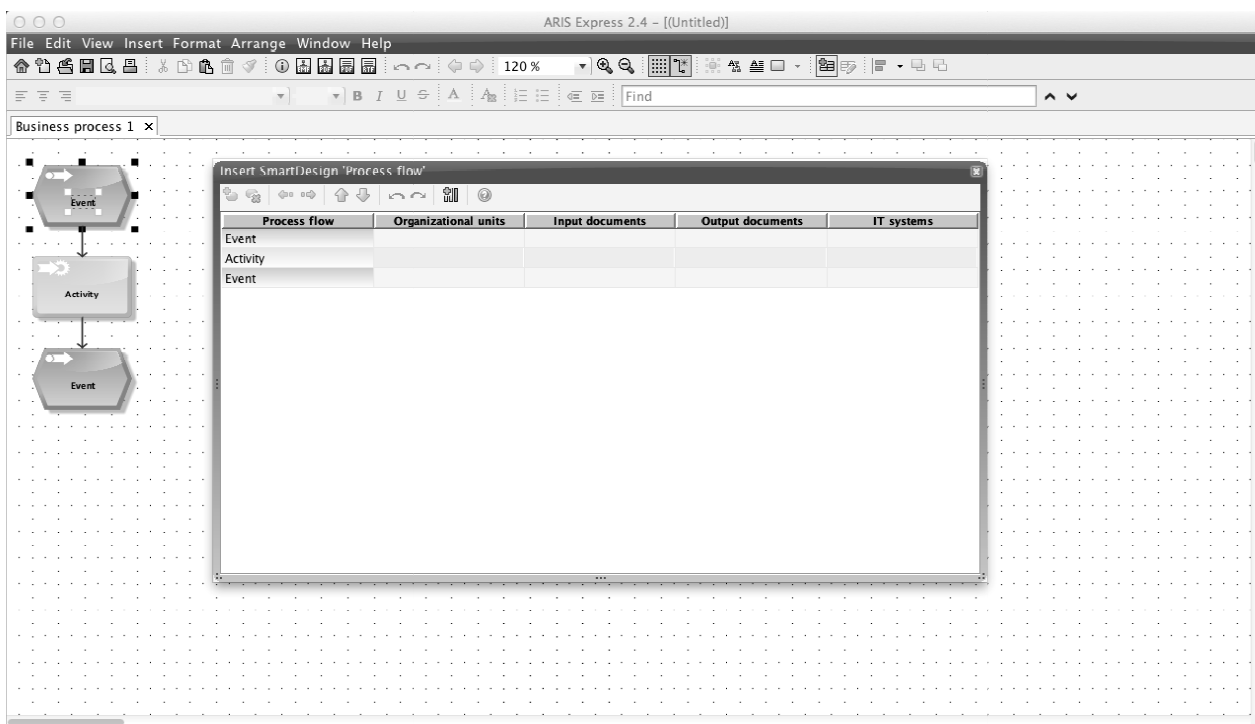 ARIS Express 2.4 – [(Untitled)]
File Edit View Insert Format Arrange Window Help
120 %
B I U S A Find
Business process 1
Insert SmartDesign 'Process flow'
Process flow Organizational units Input documents Output documents IT systems
Event
Activity
Event
Event
Activity
Event